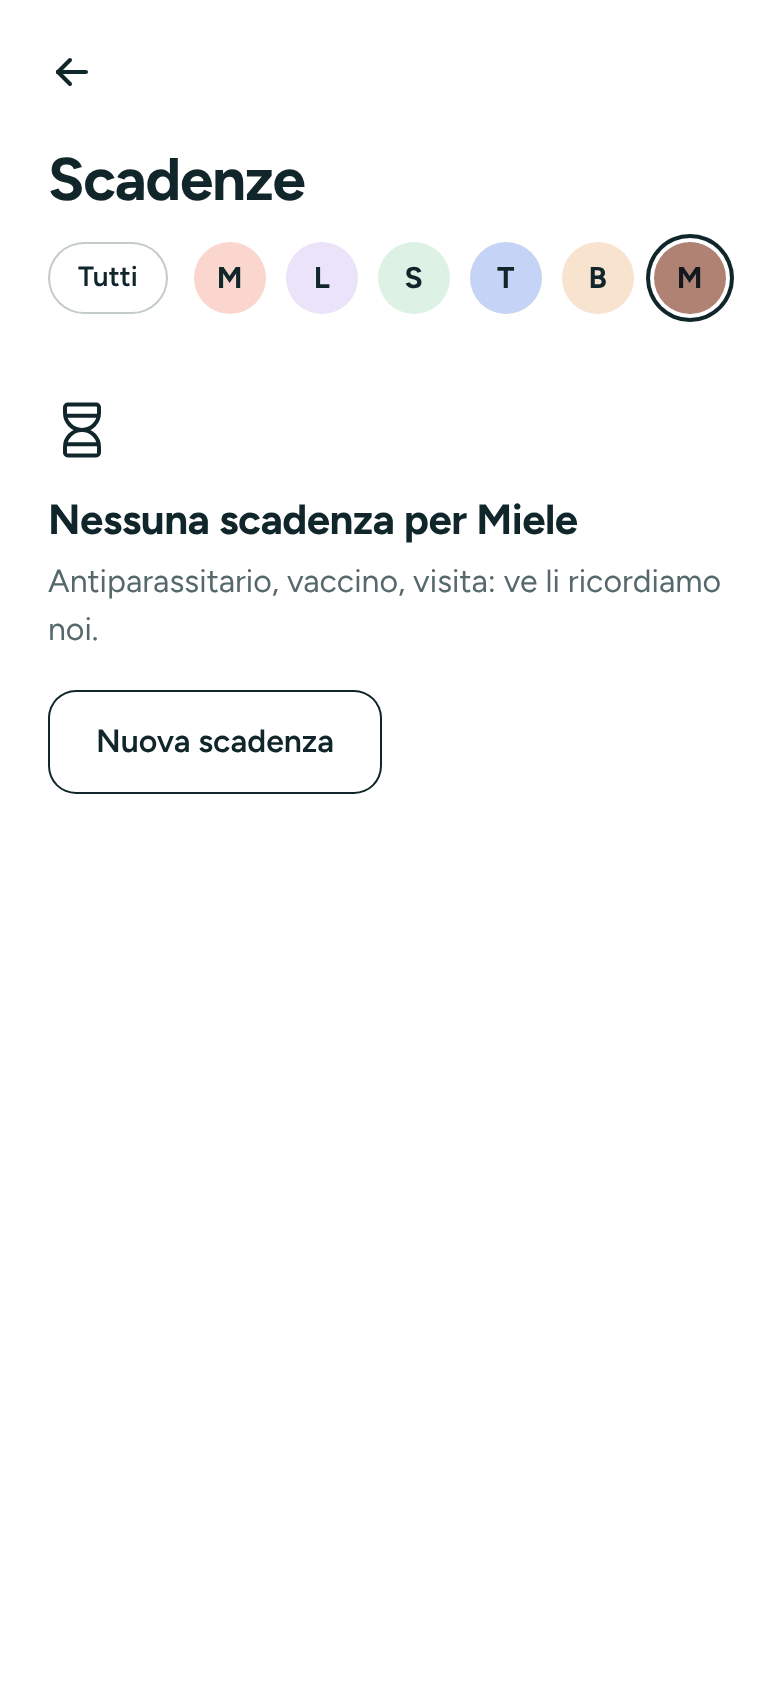 Scadenze
Tutti M L S T B M
Nessuna scadenza per Miele
Antiparassitario, vaccino, visita: ve li ricordiamo
noi.
Nuova scadenza